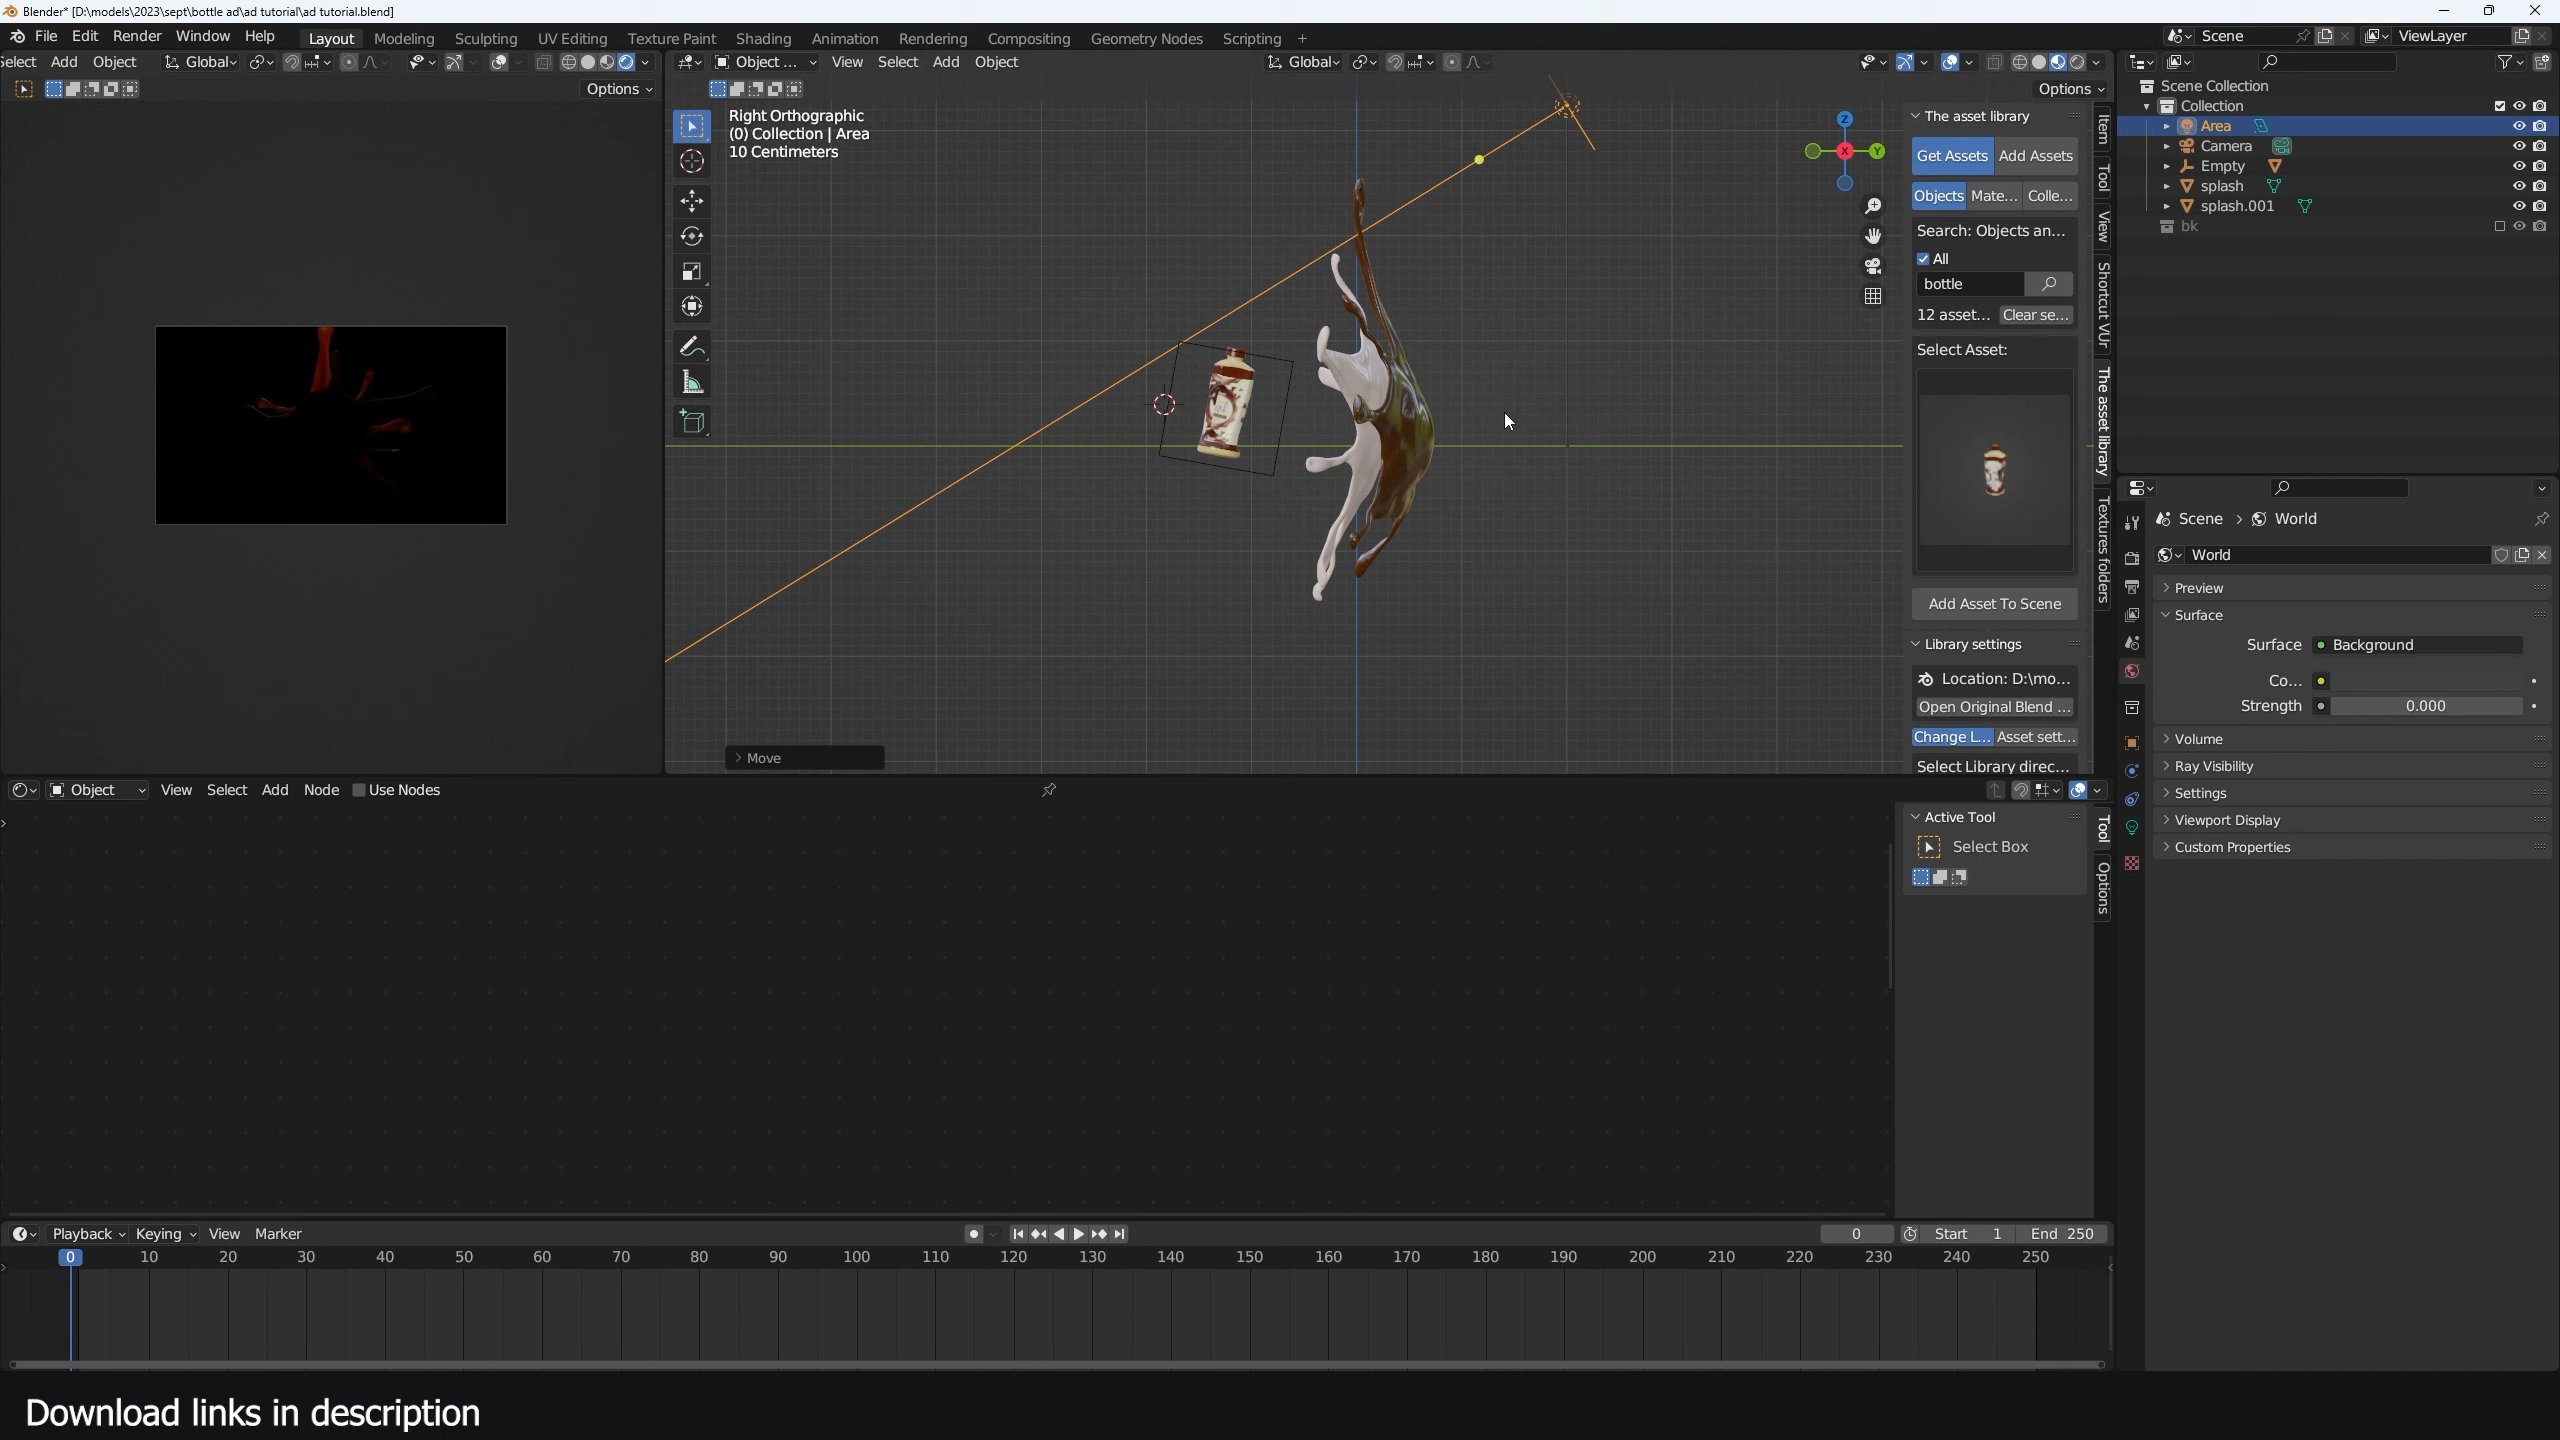 Blender* [D:\models\2023\sept\bottle ad\ad tutorial\ad tutorial.blend]
File Edit Render Window Help Layout Modeling Sculpting UV Editing Texture Paint Shading Animation Rendering Compositing Geometry Nodes Scripting + Scene ViewLayer
elect Add Object Global
Options
Object ... View Select Add Object Global
Options
Right Orthographic
(0) Collection | Area
10 Centimeters
Z
X
Y
Move
The asset library
Get Assets Add Assets
Objects Mate... Colle...
Search: Objects an...
All
bottle
12 asset... Clear se...
Select Asset:
Add Asset To Scene
Library settings
Location: D:\mo...
Open Original Blend ...
Change L... Asset sett...
Select Library direc...
Item
Tool
View
Shortcut VUr
The asset library
Textures folders
Scene Collection
Collection
Area
Camera
Empty
splash
splash.001
bk
Scene > World
World
Preview
Surface
Surface Background
Co...
Strength 0.000
Volume
Ray Visibility
Settings
Viewport Display
Custom Properties
Object View Select Add Node Use Nodes
Active Tool
Select Box
Tool
Options
Playback Keying View Marker 0 Start 1 End 250
0 10 20 30 40 50 60 70 80 90 100 110 120 130 140 150 160 170 180 190 200 210 220 230 240 250
Download links in description